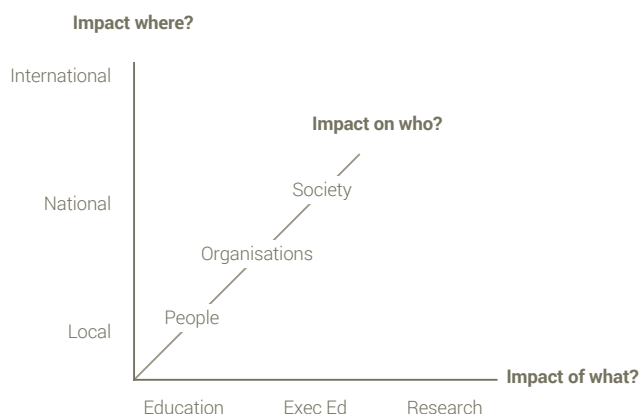 Impact where?
International
Impact on who?
Society
National
Organisations
People
Local
Impact of what?
Education Exec Ed Research